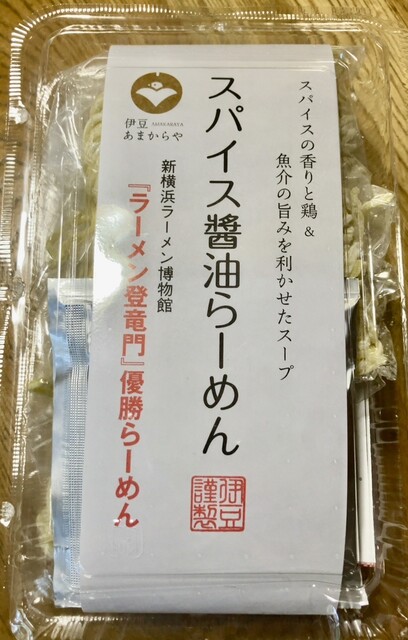 スパイスの香りと鶏 &
魚介の旨みを利かせたスープ
スパイス醬油らーめん
伊豆 AMAKARAYA
あまからや
新横浜ラーメン博物館
『ラーメン登竜門』優勝らーめん
伊豆
謹製